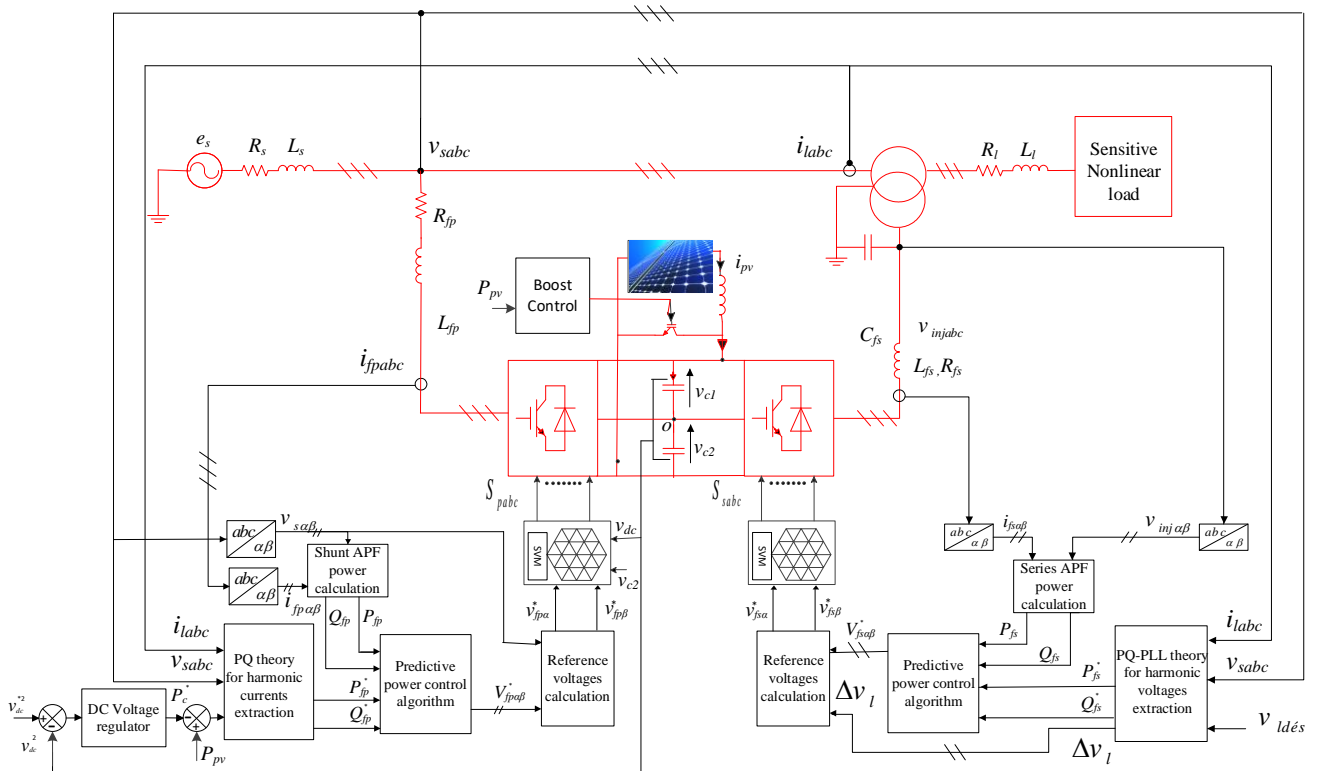 e_s
R_s
L_s
v_sabc
i_labc
R_l
L_l
Sensitive
Nonlinear
load
R_fp
L_fp
i_fpabc
P_pv
Boost
Control
i_pv
v_c1
o
v_c2
C_fs
v_injabc
L_fs ,R_fs
S_pabc
S_sabc
abc
αβ
v_sαβ
Shunt APF
power
calculation
SVM
v_dc
v_c2
SVM
abc
αβ
i_fsαβ
v_inj αβ
abc
αβ
Series APF
power
calculation
abc
αβ
i_fpαβ
Q_fp
P_fp
v*_fpα
v*_fpβ
v*_fsα
v*_fsβ
P_fs
Q_fs
i_labc
v_sabc
PQ theory
for harmonic
currents
extraction
P*_fp
Q*_fp
Predictive
power control
algorithm
V*_fpαβ
Reference
voltages
calculation
Reference
voltages
calculation
V*_fsαβ
Δv_l
Predictive
power control
algorithm
P*_fs
Q*_fs
PQ-PLL theory
for harmonic
voltages
extraction
i_labc
v_sabc
v_ldés
Δv_l
v*²_dc
v_dc²
DC Voltage
regulator
P*_c
P_pv